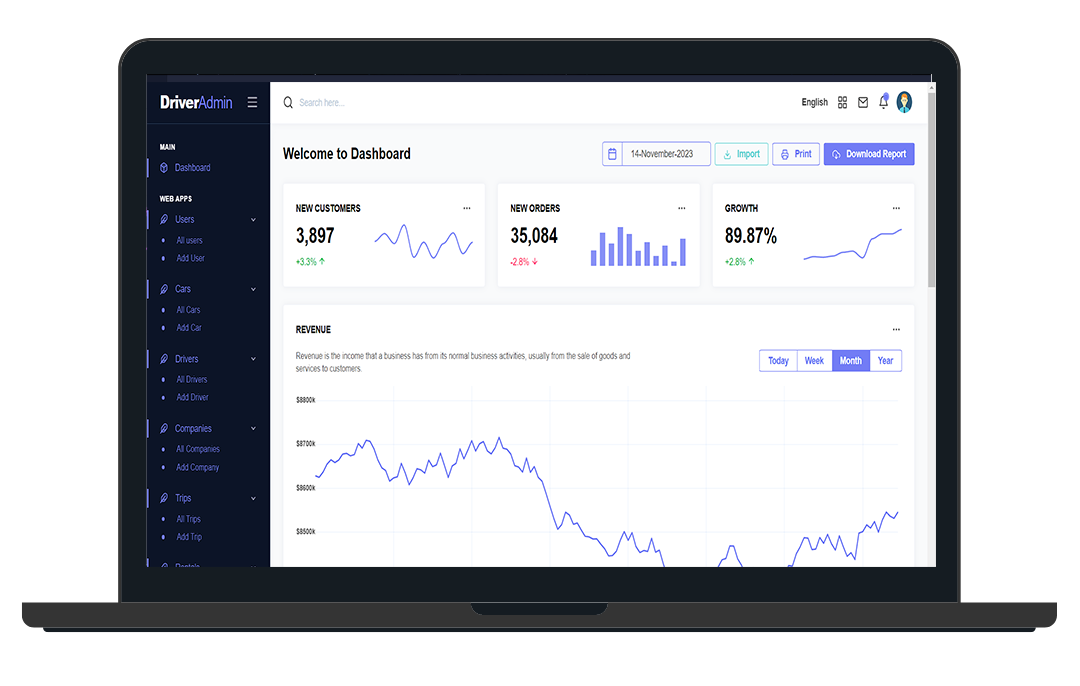 DriverAdmin
Search here...
English
MAIN
Dashboard
WEB APPS
Users
All users
Add User
Cars
All Cars
Add Car
Drivers
All Drivers
Add Driver
Companies
All Companies
Add Company
Trips
All Trips
Add Trip
Welcome to Dashboard
14-November-2023
Import
Print
Download Report
NEW CUSTOMERS
3,897
+3.3%
NEW ORDERS
35,084
-2.8%
GROWTH
89.87%
+2.8%
REVENUE
Revenue is the income that a business has from its normal business activities, usually from the sale of goods and
services to customers.
Today Week Month Year
$8800k
$8700k
$8600k
$8500k